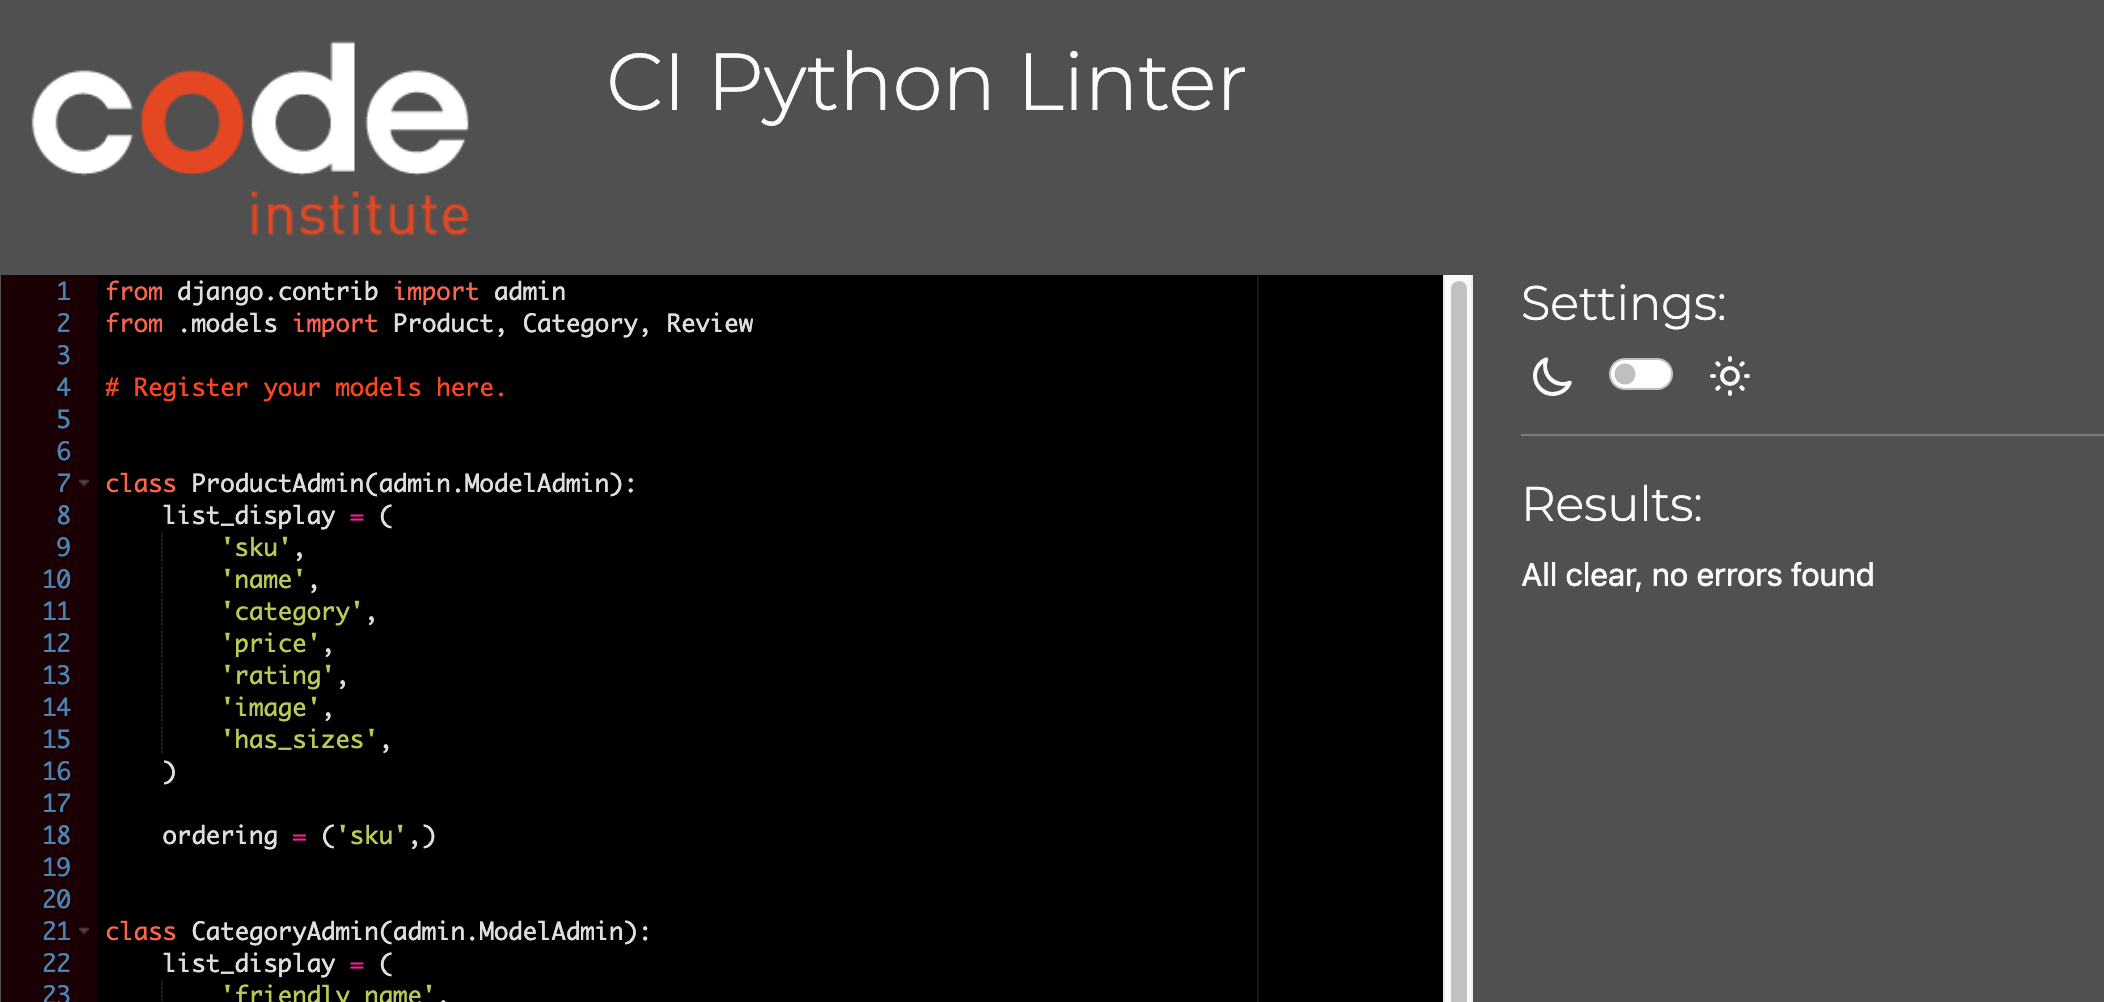 code
institute
CI Python Linter
1 from django.contrib import admin
2 from .models import Product, Category, Review
3
4 # Register your models here.
5
6
7 class ProductAdmin(admin.ModelAdmin):
8     list_display = (
9         'sku',
10         'name',
11         'category',
12         'price',
13         'rating',
14         'image',
15         'has_sizes',
16     )
17
18     ordering = ('sku',)
19
20
21 class CategoryAdmin(admin.ModelAdmin):
22     list_display = (
23         'friendly_name',
Settings:
Results:
All clear, no errors found